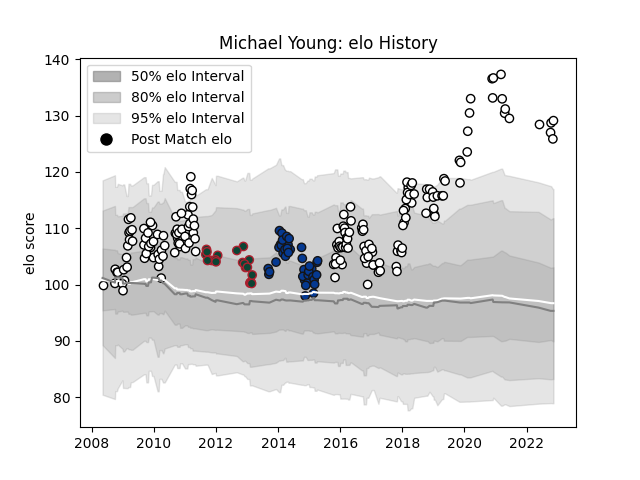 Michael Young: elo History
140
130
120
110
100
90
80
elo score
50% elo Interval
80% elo Interval
95% elo Interval
Post Match elo
2008 2010 2012 2014 2016 2018 2020 2022